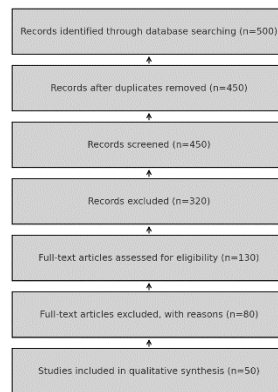 Records identified through database searching (n=500)
Records after duplicates removed (n=450)
Records screened (n=450)
Records excluded (n=320)
Full-text articles assessed for eligibility (n=130)
Full-text articles excluded, with reasons (n=80)
Studies included in qualitative synthesis (n=50)